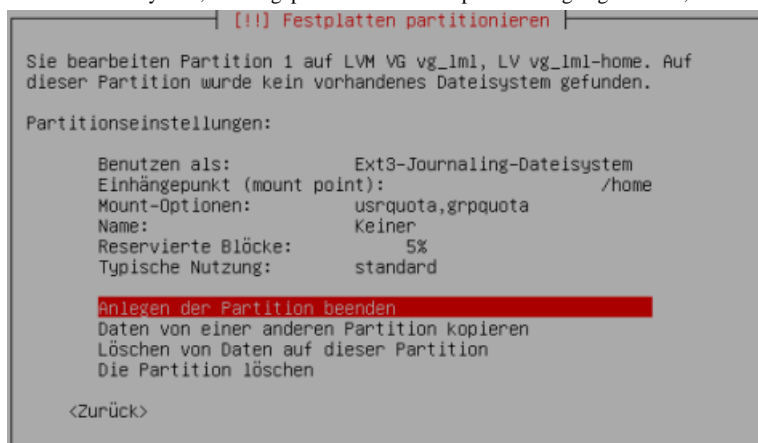 [!!] Festplatten partitionieren
Sie bearbeiten Partition 1 auf LVM VG vg_lml, LV vg_lml-home. Auf
dieser Partition wurde kein vorhandenes Dateisystem gefunden.
Partitionseinstellungen:
Benutzen als: Ext3-Journaling-Dateisystem
Einhängepunkt (mount point): /home
Mount-Optionen: usrquota,grpquota
Name: Keiner
Reservierte Blöcke: 5%
Typische Nutzung: standard
Anlegen der Partition beenden
Daten von einer anderen Partition kopieren
Löschen von Daten auf dieser Partition
Die Partition löschen
<Zurück>